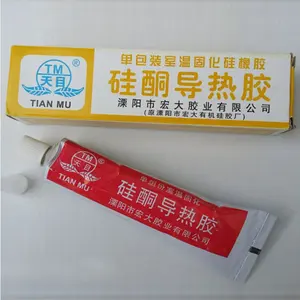 TM
天目
TIAN MU
单包装室温固化硅橡胶
硅酮导热胶
溧阳市宏大胶业有限公司
(原溧阳市宏大有机硅胶厂)
TM
天目
TIAN MU
单组份室温固化
硅酮导热胶
溧阳市宏大胶业有限公司